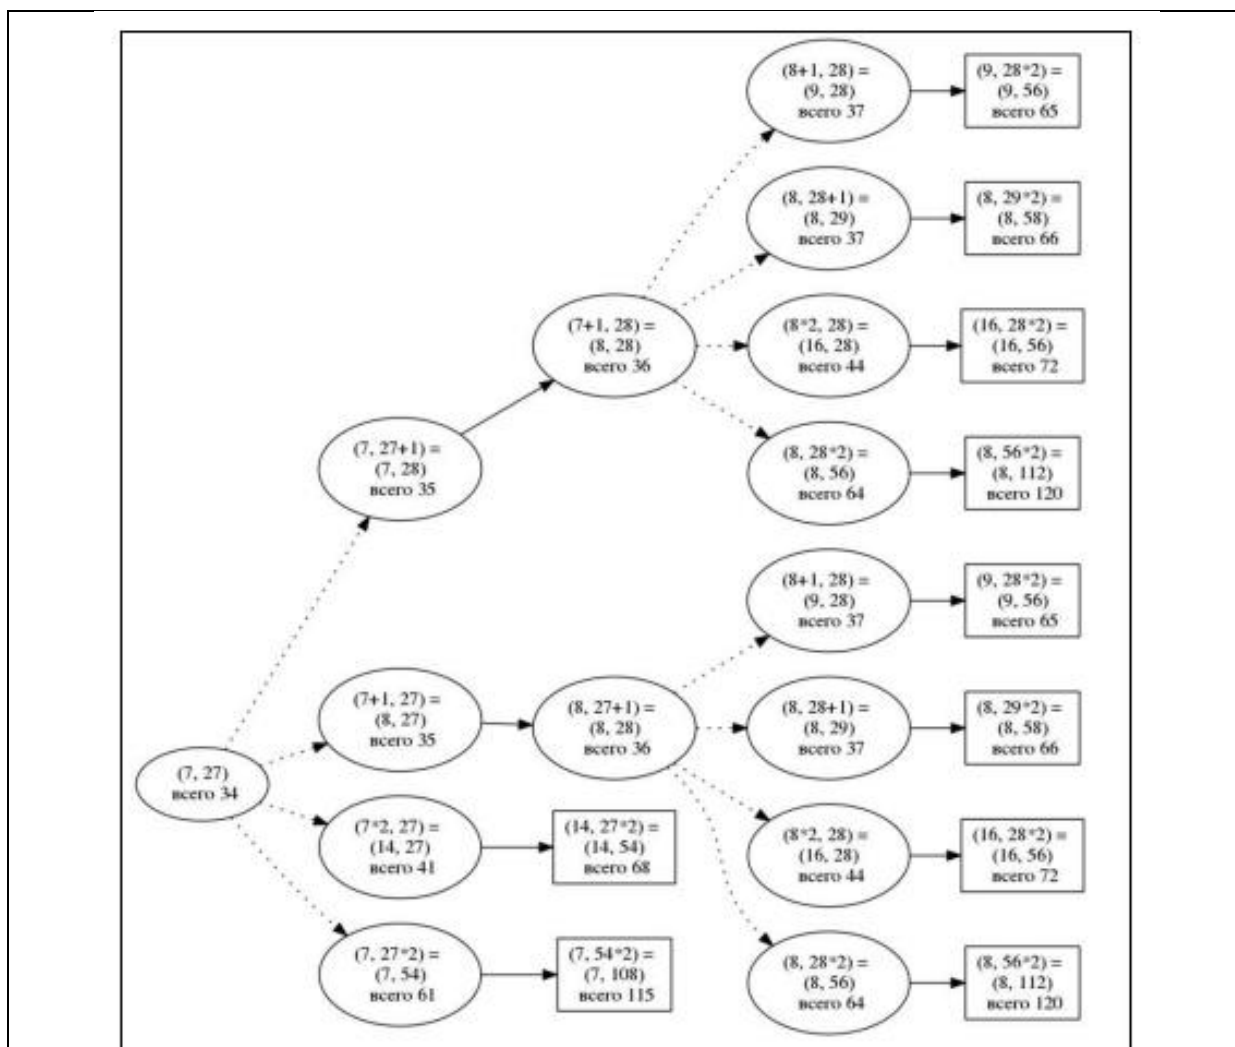 (8+1, 28) =
(9, 28)
всего 37
(9, 28*2) =
(9, 56)
всего 65
(8, 28+1) =
(8, 29)
всего 37
(8, 29*2) =
(8, 58)
всего 66
(7+1, 28) =
(8, 28)
всего 36
(8*2, 28) =
(16, 28)
всего 44
(16, 28*2) =
(16, 56)
всего 72
(7, 27+1) =
(7, 28)
всего 35
(8, 28*2) =
(8, 56)
всего 64
(8, 56*2) =
(8, 112)
всего 120
(8+1, 28) =
(9, 28)
всего 37
(9, 28*2) =
(9, 56)
всего 65
(7+1, 27) =
(8, 27)
всего 35
(8, 27+1) =
(8, 28)
всего 36
(8, 28+1) =
(8, 29)
всего 37
(8, 29*2) =
(8, 58)
всего 66
(7, 27)
всего 34
(7*2, 27) =
(14, 27)
всего 41
(14, 27*2) =
(14, 54)
всего 68
(8*2, 28) =
(16, 28)
всего 44
(16, 28*2) =
(16, 56)
всего 72
(7, 27*2) =
(7, 54)
всего 61
(7, 54*2) =
(7, 108)
всего 115
(8, 28*2) =
(8, 56)
всего 64
(8, 56*2) =
(8, 112)
всего 120